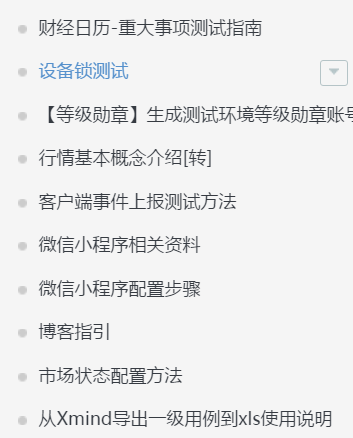 财经日历-重大事项测试指南
设备锁测试
【等级勋章】生成测试环境等级勋章账号
行情基本概念介绍[转]
客户端事件上报测试方法
微信小程序相关资料
微信小程序配置步骤
博客指引
市场状态配置方法
从Xmind导出一级用例到xls使用说明